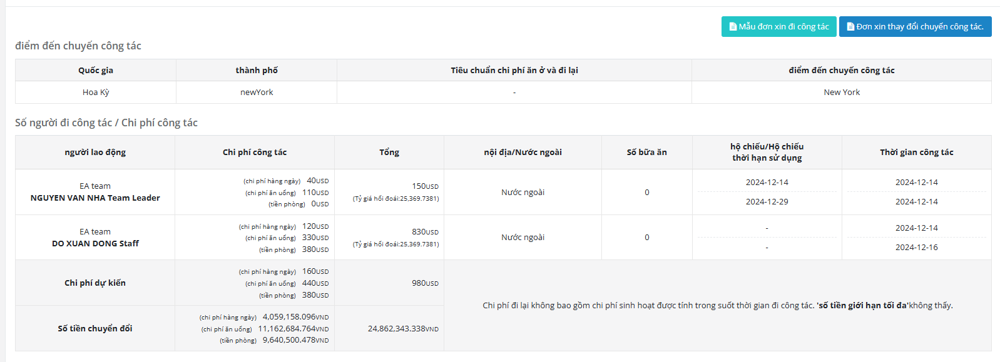 Mẫu đơn xin đi công tác
Đơn xin thay đổi chuyến công tác.
điểm đến chuyến công tác
Quốc gia
thành phố
Tiêu chuẩn chi phí ăn ở và đi lại
điểm đến chuyến công tác
Hoa Kỳ
newYork
-
New York
Số người đi công tác / Chi phí công tác
người lao động
Chi phí công tác
Tổng
nội địa/Nước ngoài
Số bữa ăn
hộ chiếu/Hộ chiếu
thời hạn sử dụng
Thời gian công tác
EA team
NGUYEN VAN NHA Team Leader
(chi phí hàng ngày) 40USD
(chi phí ăn uống) 110USD
(tiền phòng) 0USD
150USD
(Tỷ giá hối đoái:25,369.7381)
Nước ngoài
0
2024-12-14
2024-12-29
2024-12-14
2024-12-14
EA team
DO XUAN DONG Staff
(chi phí hàng ngày) 120USD
(chi phí ăn uống) 330USD
(tiền phòng) 380USD
830USD
(Tỷ giá hối đoái:25,369.7381)
Nước ngoài
0
-
-
2024-12-14
2024-12-16
Chi phí dự kiến
(chi phí hàng ngày) 160USD
(chi phí ăn uống) 440USD
(tiền phòng) 380USD
980USD
Chi phí đi lại không bao gồm chi phí sinh hoạt được tính trong suốt thời gian đi công tác. 'số tiền giới hạn tối đa'không thấy.
Số tiền chuyển đổi
(chi phí hàng ngày) 4,059,158.096VND
(chi phí ăn uống) 11,162,684.764VND
(tiền phòng) 9,640,500.478VND
24,862,343.338VND